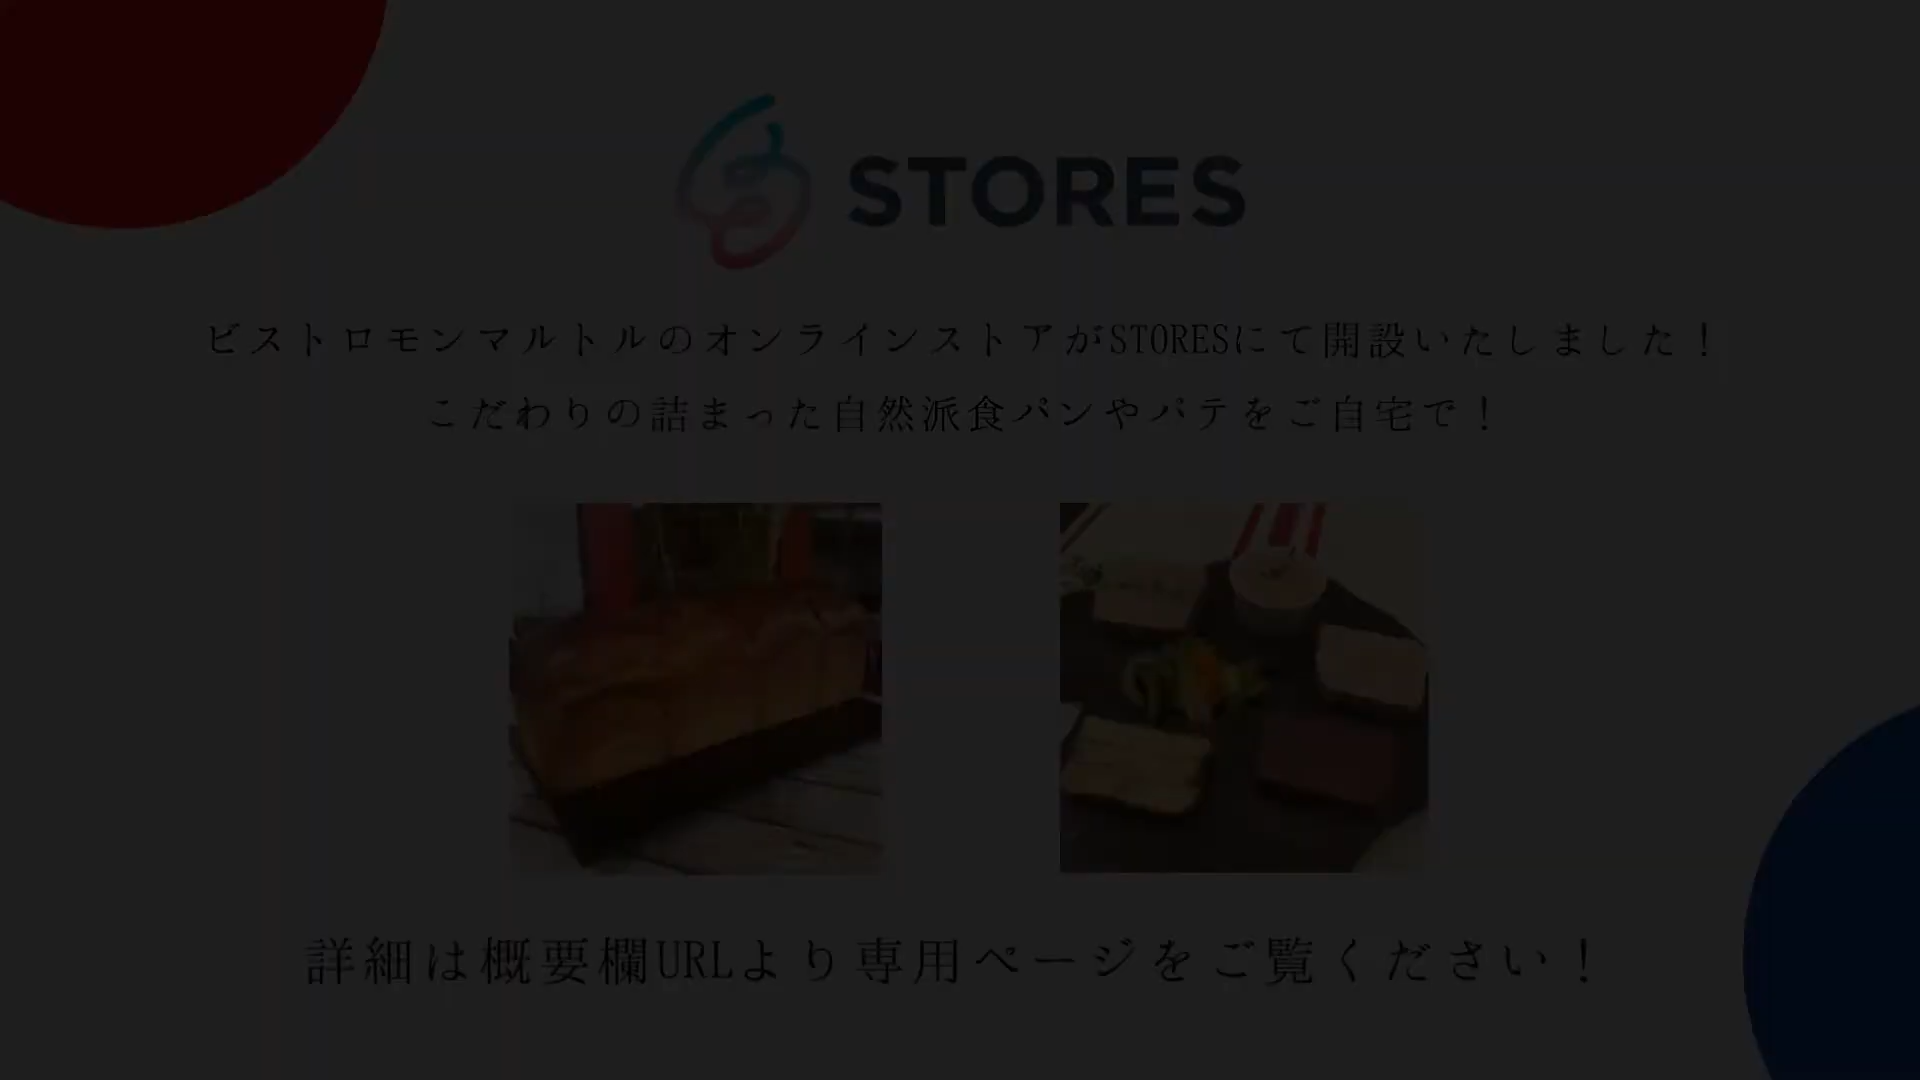 STORES
ビストロモンマルトルのオンラインストアがSTORESにて開設いたしました！
こだわりの詰まった自然派食パンやパテをご自宅で！
詳細は概要欄URLより専用ページをご覧ください！